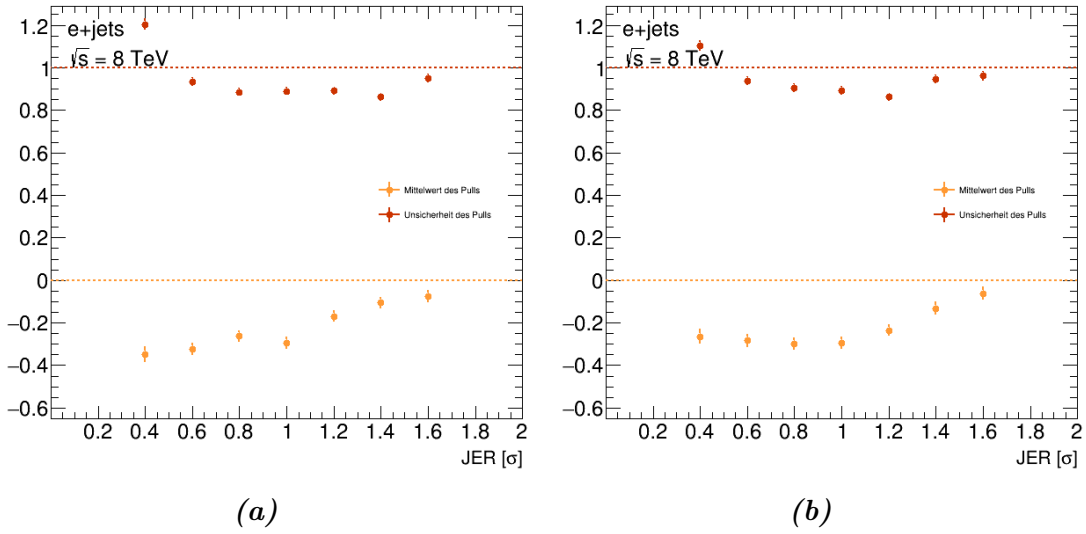 1.2
1
0.8
0.6
0.4
0.2
0
−0.2
−0.4
−0.6
e+jets
√s = 8 TeV
Mittelwert des Pulls
Unsicherheit des Pulls
0.2 0.4 0.6 0.8 1 1.2 1.4 1.6 1.8 2
JER [σ]
(a)
1.2
1
0.8
0.6
0.4
0.2
0
−0.2
−0.4
−0.6
e+jets
√s = 8 TeV
Mittelwert des Pulls
Unsicherheit des Pulls
0.2 0.4 0.6 0.8 1 1.2 1.4 1.6 1.8 2
JER [σ]
(b)